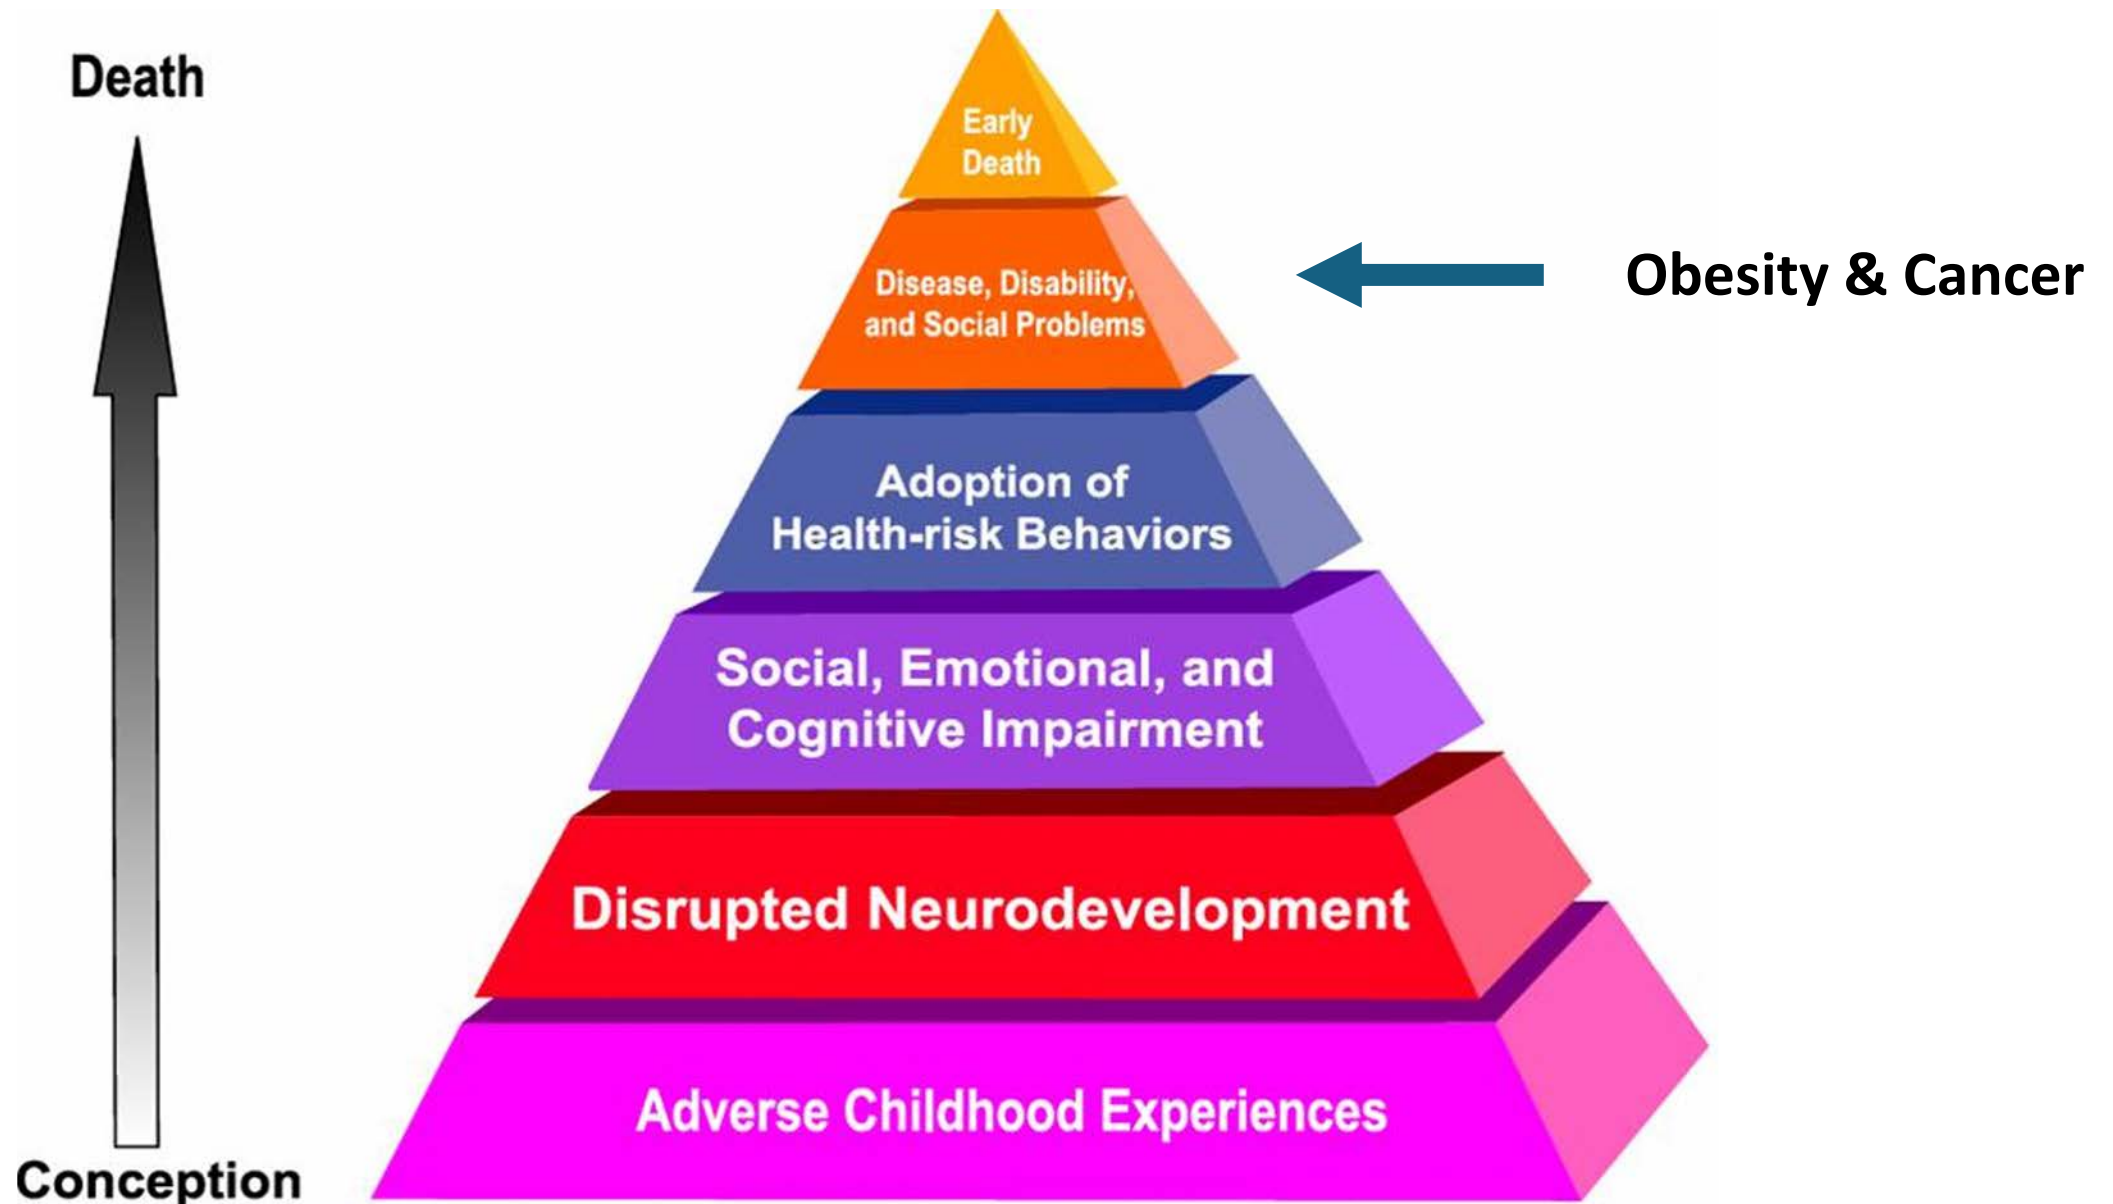 Death
Early
Death
Disease, Disability,
and Social Problems
Obesity & Cancer
Adoption of
Health-risk Behaviors
Social, Emotional, and
Cognitive Impairment
Disrupted Neurodevelopment
Adverse Childhood Experiences
Conception